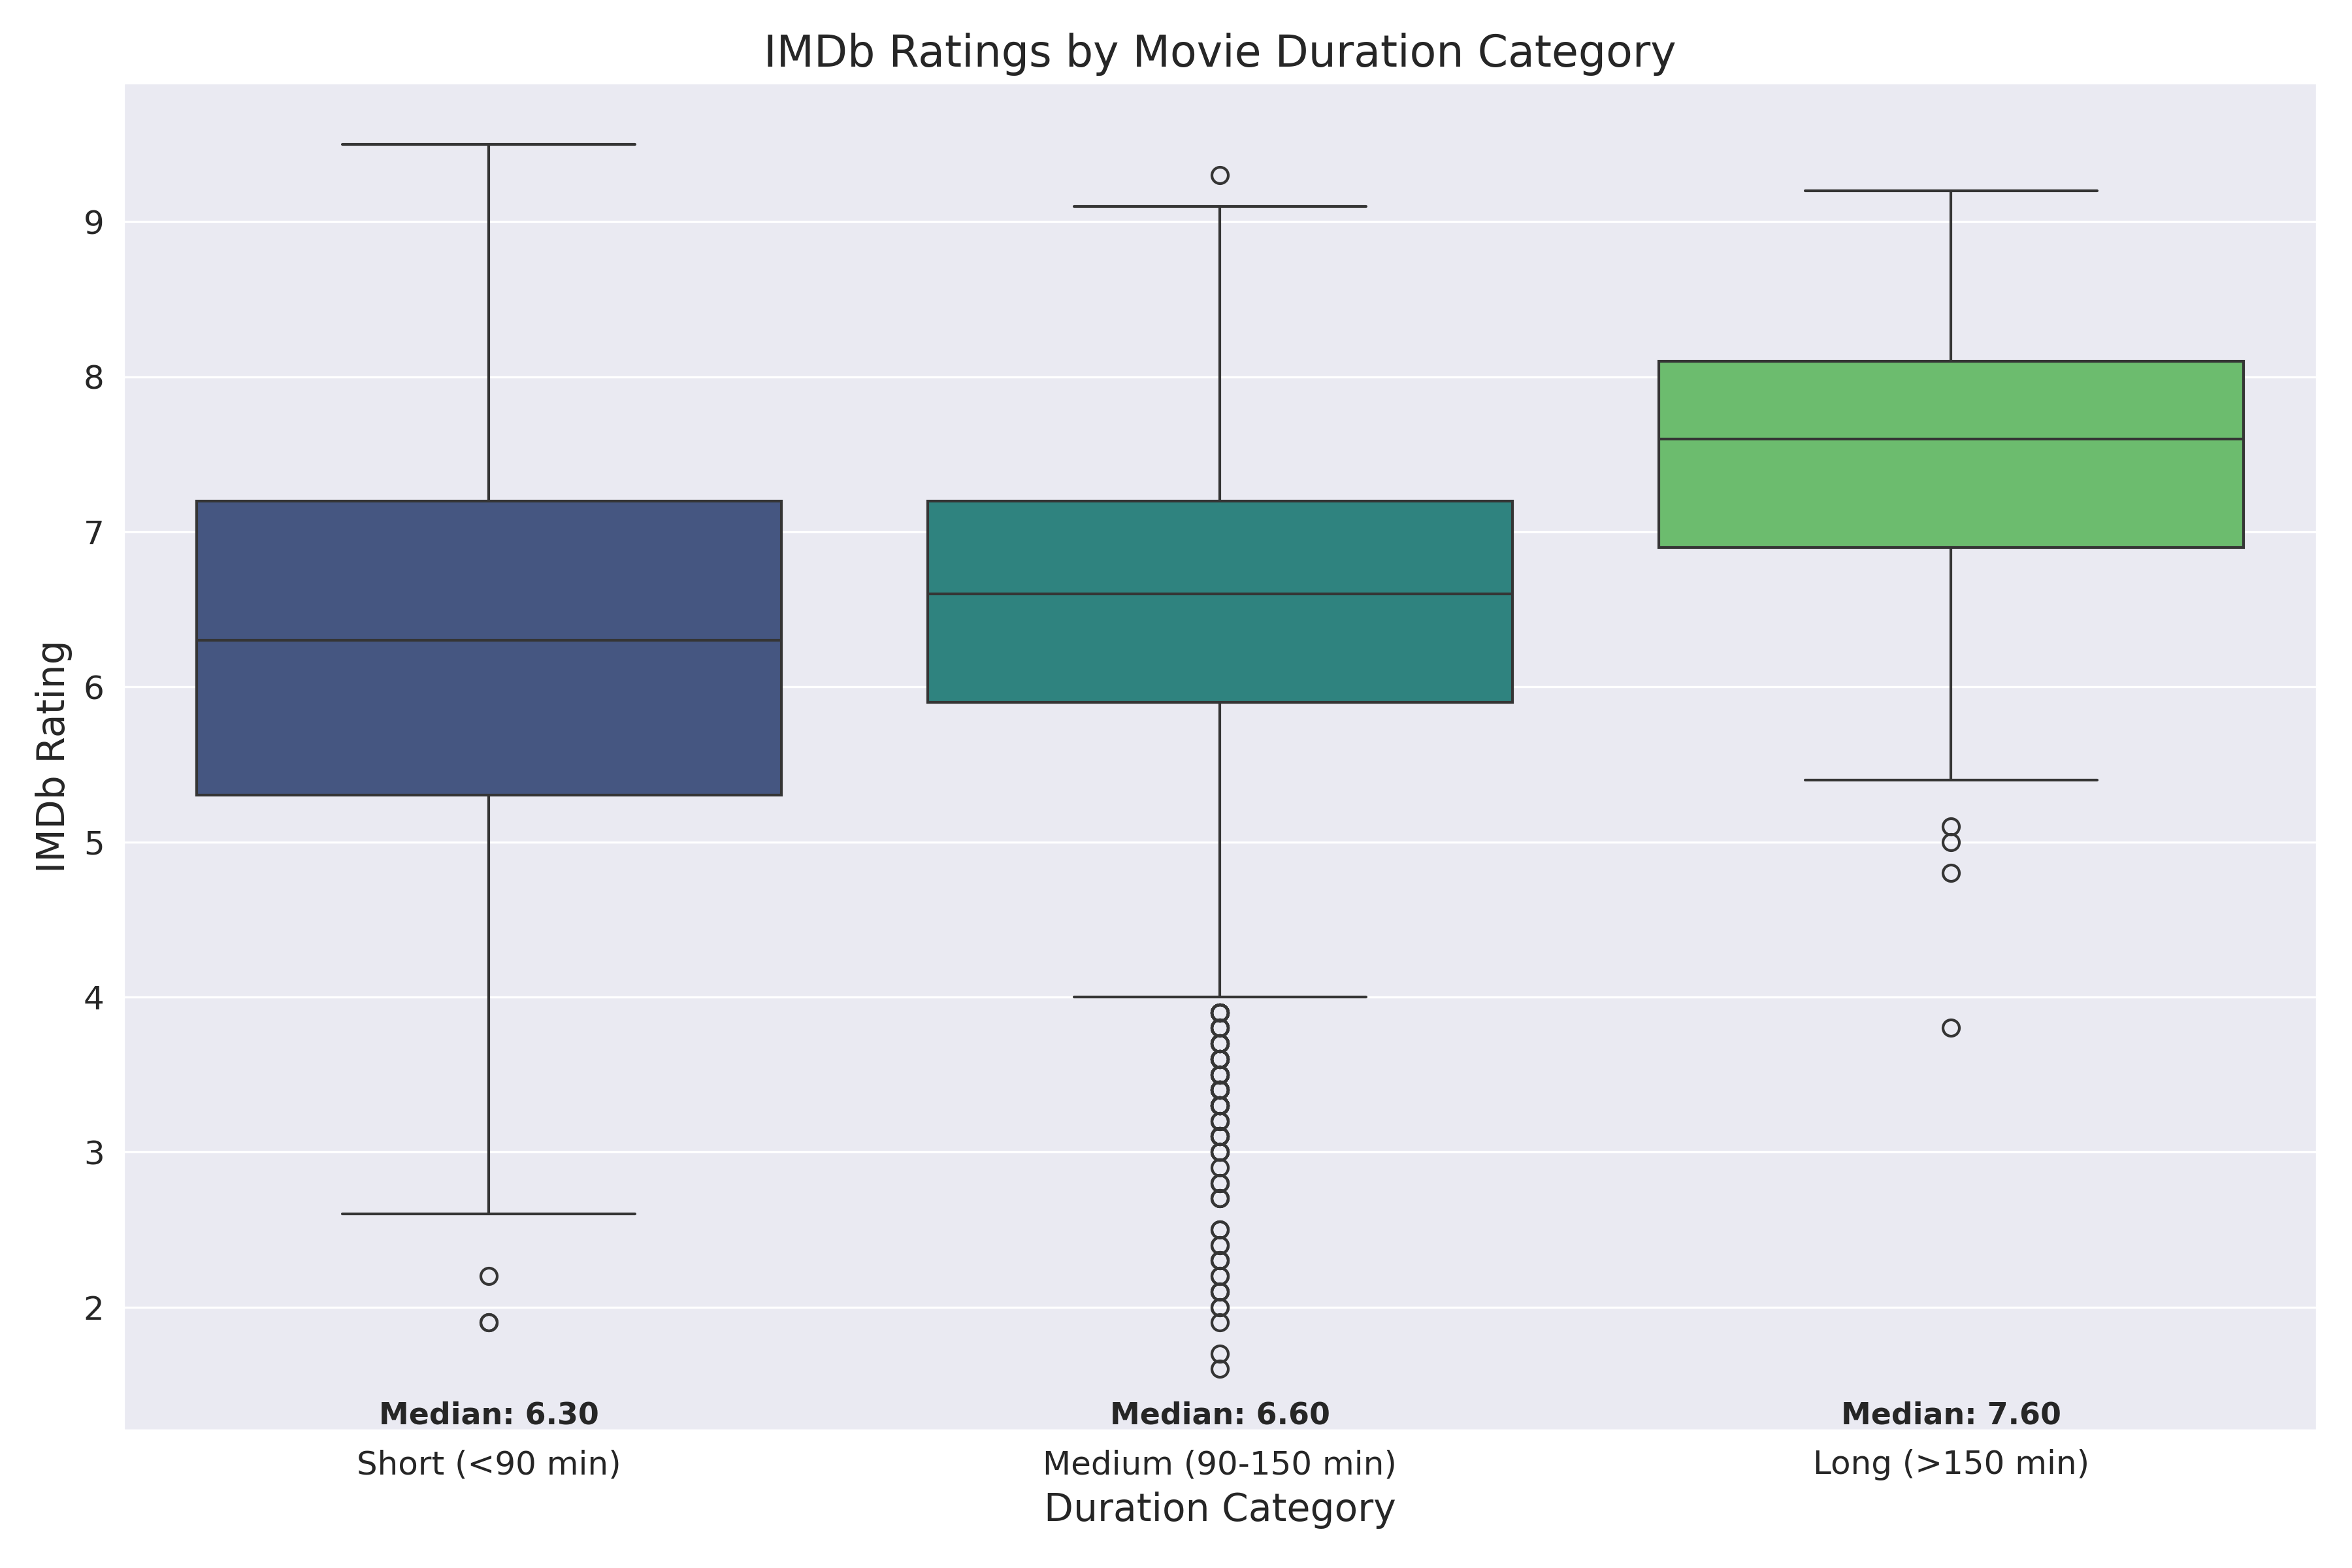 IMDb Ratings by Movie Duration Category
IMDb Rating
9
8
7
6
5
4
3
2
Median: 6.30
Median: 6.60
Median: 7.60
Short (<90 min)
Medium (90-150 min)
Long (>150 min)
Duration Category